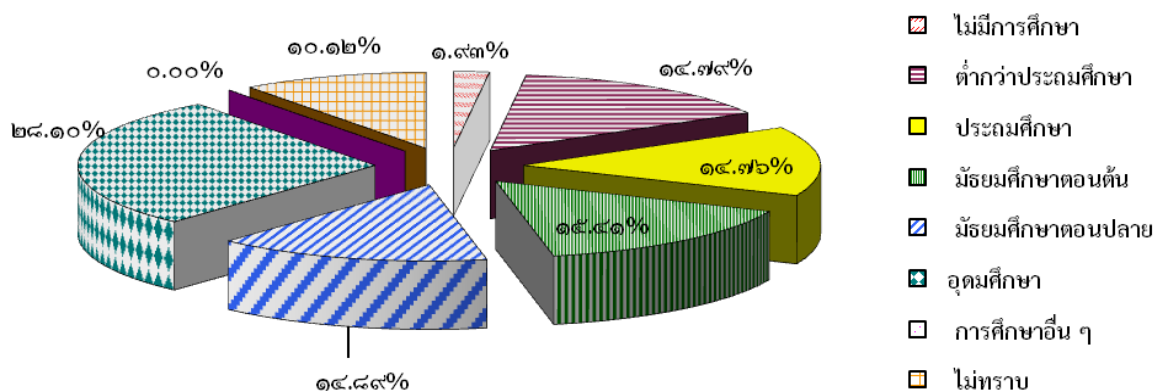 ๑๐.๑๒%
๑.๙๓%
๑๔.๗๙%
๐.๐๐%
๒๘.๑๐%
๑๔.๗๖%
๑๕.๔๑%
๑๔.๘๙%
ไม่มีการศึกษา
ต่ำกว่าประถมศึกษา
ประถมศึกษา
มัธยมศึกษาตอนต้น
มัธยมศึกษาตอนปลาย
อุดมศึกษา
การศึกษาอื่น ๆ
ไม่ทราบ